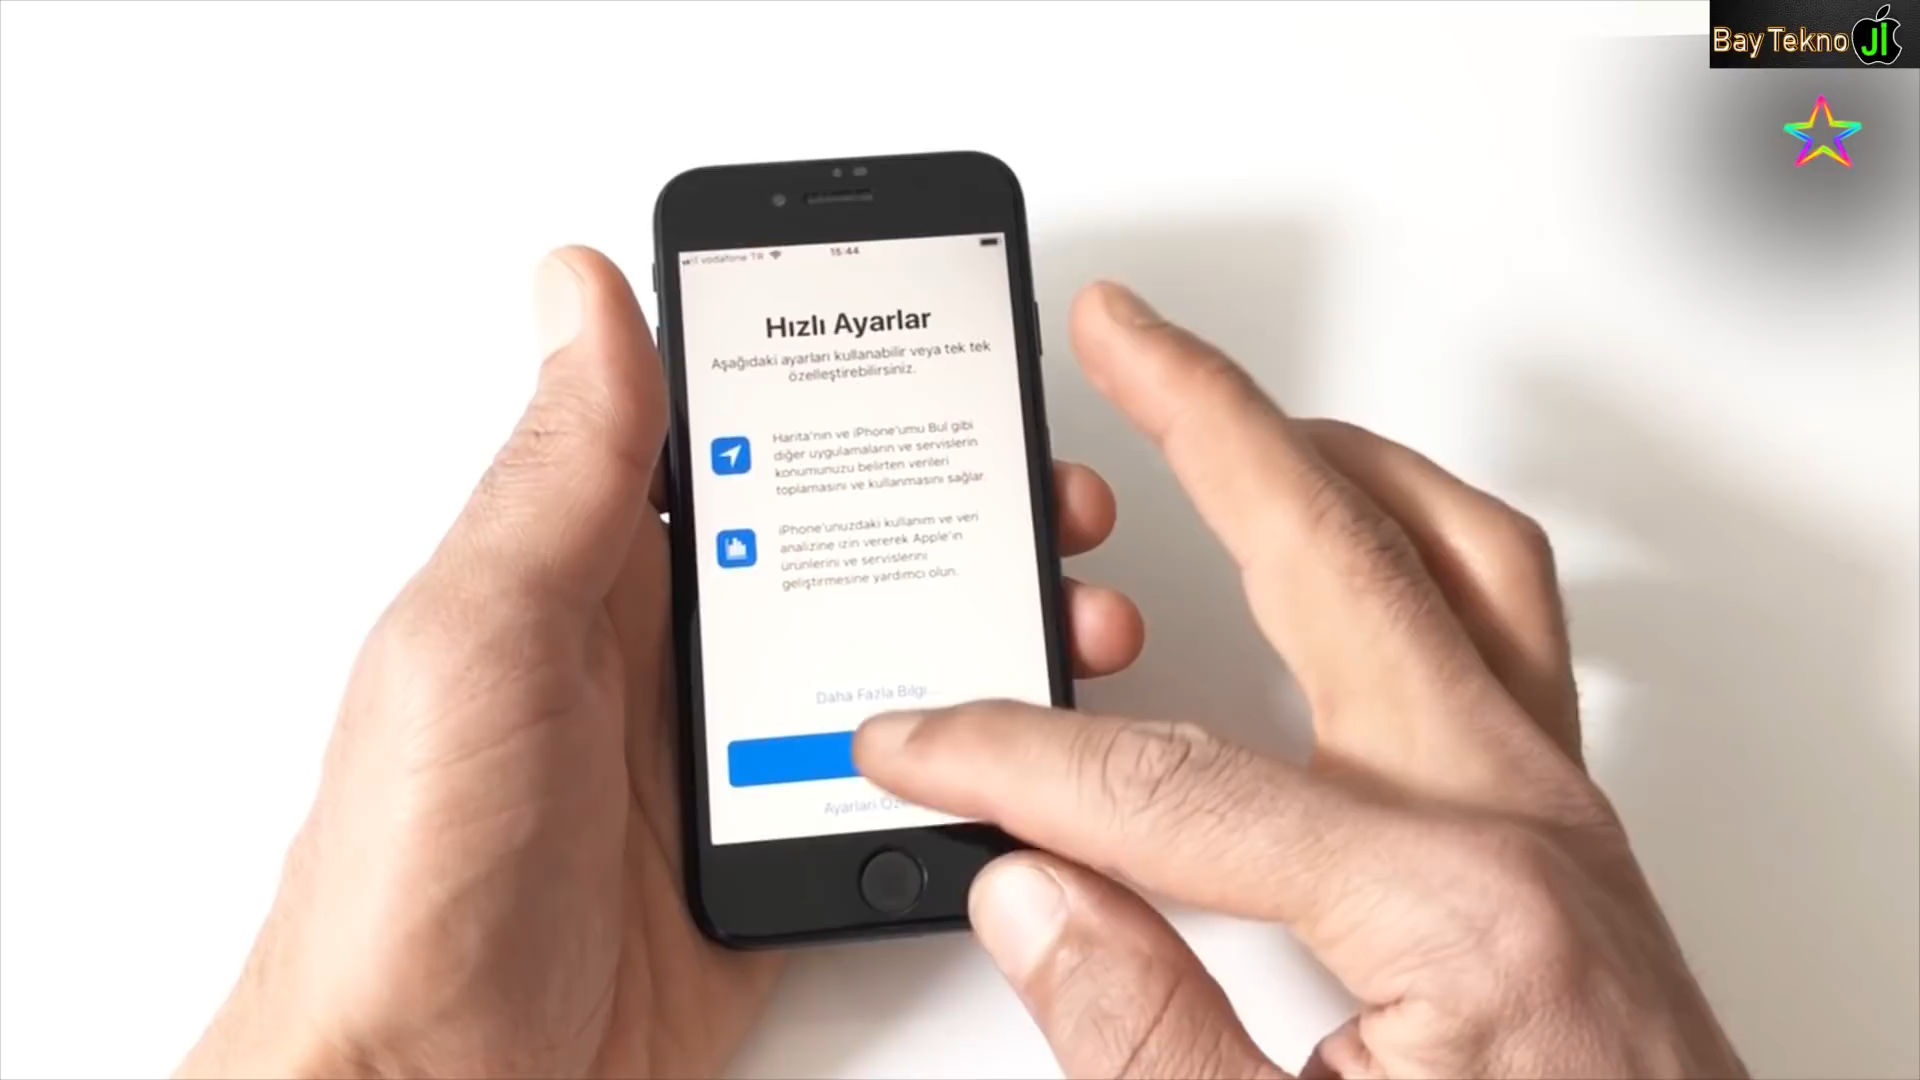 Bay Tekno
vodafone TR
15:44
Hızlı Ayarlar
Aşağıdaki ayarları kullanabilir veya tek tek
özelleştirebilirsiniz.
Harita'nın ve iPhone'umu Bul gibi
diğer uygulamaların ve servislerin
konumunuzu belirten verileri
toplamasını ve kullanmasını sağlar.
iPhone'unuzdaki kullanım ve veri
analizine izin vererek Apple'ın
ürünlerini ve servislerini
geliştirmesine yardımcı olun.
Daha Fazla Bilgi...
Ayarları